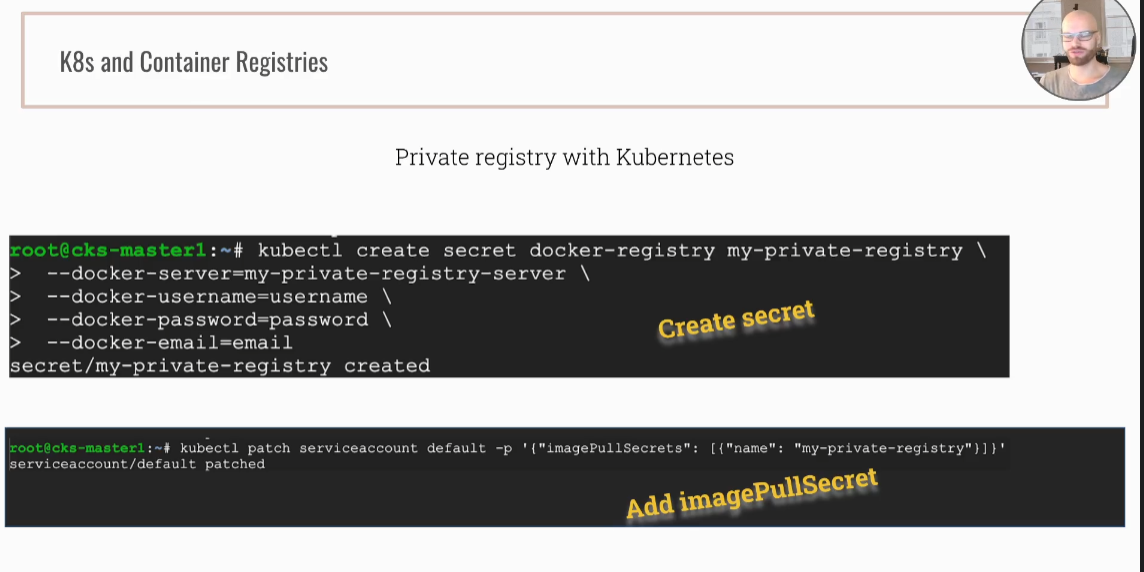 K8s and Container Registries
Private registry with Kubernetes
root@cks-master1:~# kubectl create secret docker-registry my-private-registry \
>  --docker-server=my-private-registry-server \
>  --docker-username=username \
>  --docker-password=password \
>  --docker-email=email
secret/my-private-registry created
Create secret
root@cks-master1:~# kubectl patch serviceaccount default -p '{"imagePullSecrets": [{"name": "my-private-registry"}]}'
serviceaccount/default patched
Add imagePullSecret